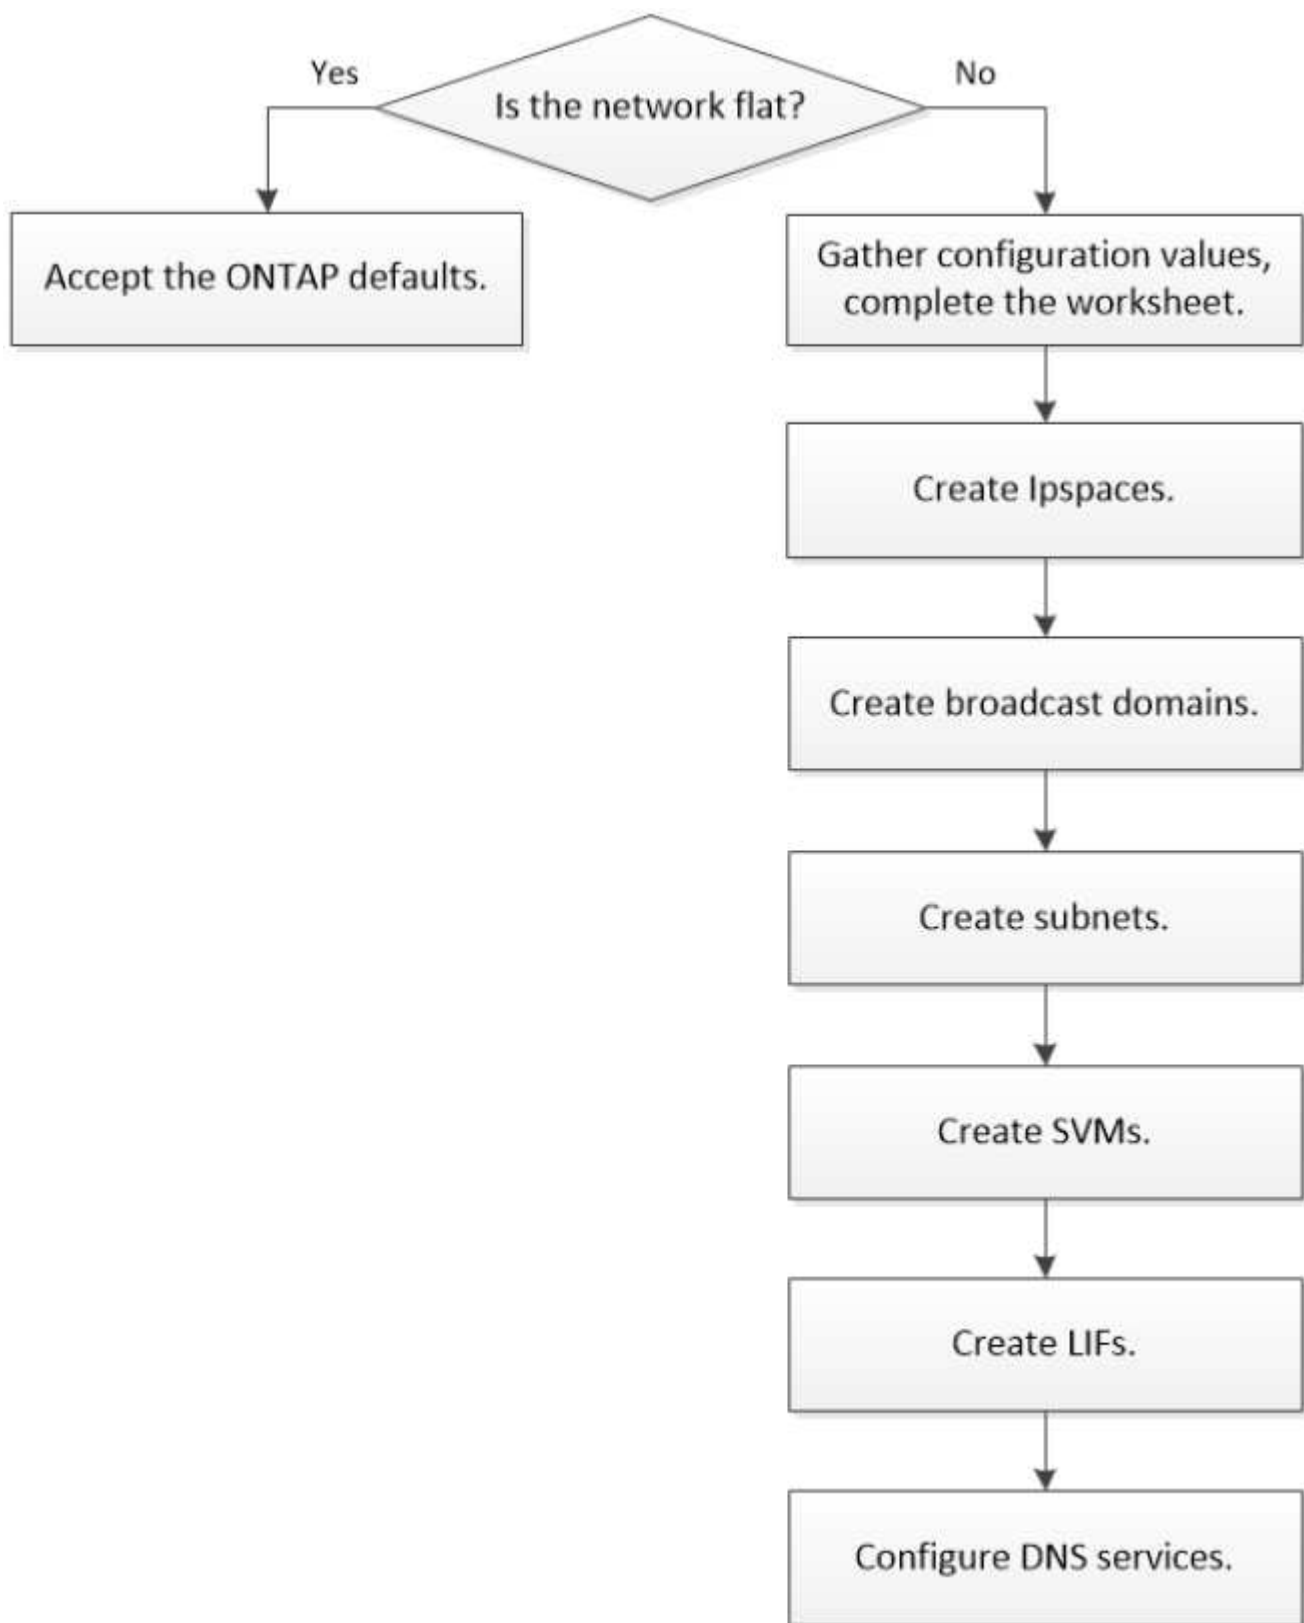 Is the network flat?
Yes
No
Accept the ONTAP defaults.
Gather configuration values,
complete the worksheet.
Create Ipspaces.
Create broadcast domains.
Create subnets.
Create SVMs.
Create LIFs.
Configure DNS services.